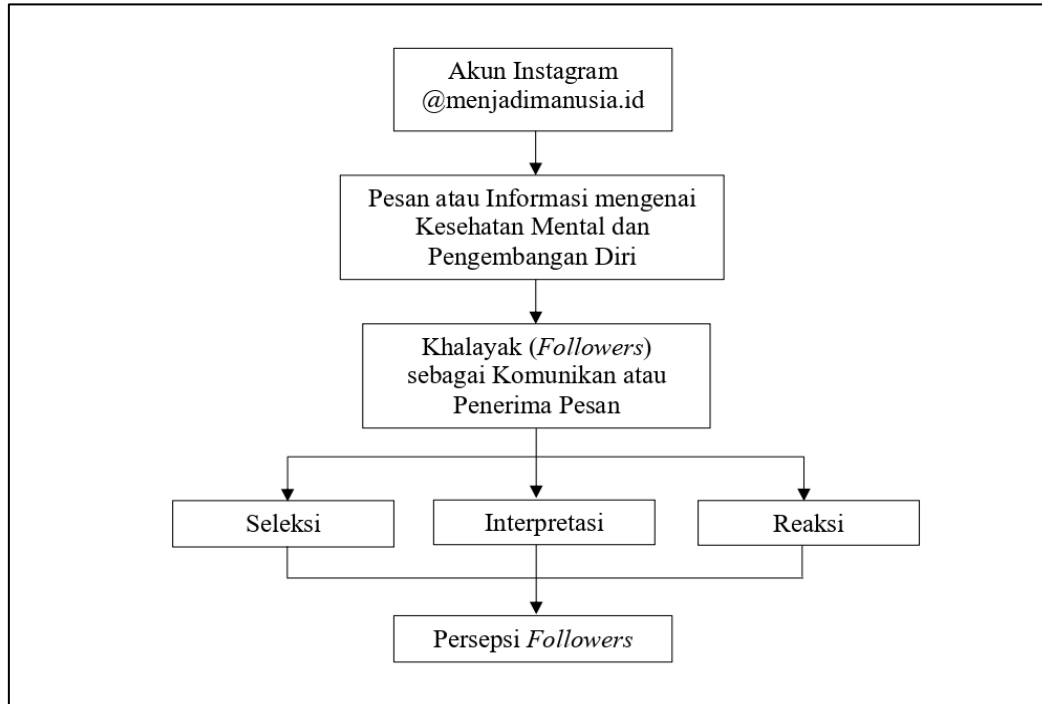 Akun Instagram
@menjadimanusia.id
Pesan atau Informasi mengenai
Kesehatan Mental dan
Pengembangan Diri
Khalayak (Followers)
sebagai Komunikan atau
Penerima Pesan
Seleksi
Interpretasi
Reaksi
Persepsi Followers